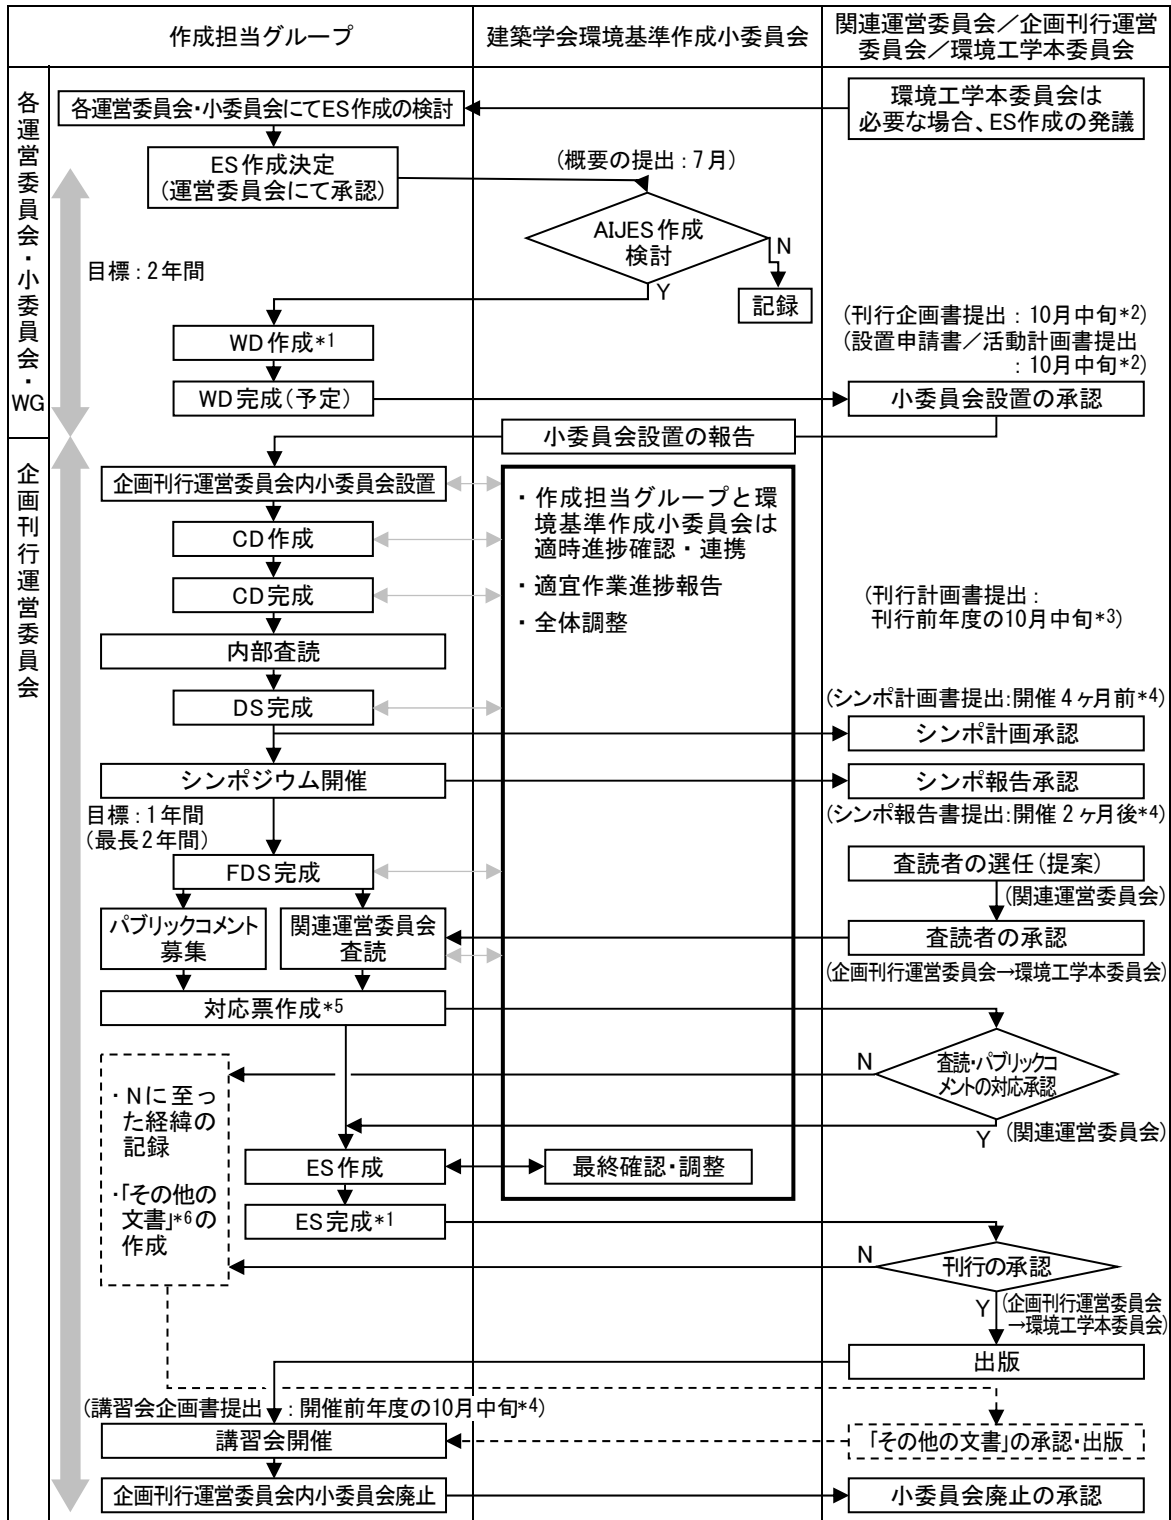 作成担当グループ
建築学会環境基準作成小委員会
関連運営委員会／企画刊行運営
委員会／環境工学本委員会
各運営委員会・小委員会・WG
各運営委員会・小委員会にてES作成の検討
環境工学本委員会は
必要な場合、ES作成の発議
ES作成決定
(運営委員会にて承認)
(概要の提出：7月)
AIJES作成
検討
N
Y
記録
目標：2年間
WD作成*1
WD完成(予定)
(刊行企画書提出：10月中旬*2)
(設置申請書／活動計画書提出
：10月中旬*2)
小委員会設置の承認
小委員会設置の報告
企画刊行運営委員会
企画刊行運営委員会内小委員会設置
CD作成
CD完成
内部査読
DS完成
・作成担当グループと環
境基準作成小委員会は
適時進捗確認・連携
・適宜作業進捗報告
・全体調整
(刊行計画書提出：
刊行前年度の10月中旬*3)
(シンポ計画書提出:開催4ヶ月前*4)
シンポ計画承認
シンポジウム開催
シンポ報告承認
(シンポ報告書提出:開催2ヶ月後*4)
目標：1年間
(最長2年間)
FDS完成
査読者の選任(提案)
(関連運営委員会)
パブリックコメント
募集
関連運営委員会
査読
査読者の承認
(企画刊行運営委員会→環境工学本委員会)
対応票作成*5
査読・パブリックコ
メントの対応承認
N
Y
(関連運営委員会)
・Nに至っ
た経緯の
記録
・「その他の
文書」*6の
作成
ES作成
最終確認・調整
ES完成*1
刊行の承認
N
Y
(企画刊行運営委員会
→環境工学本委員会)
出版
(講習会企画書提出　：開催前年度の10月中旬*4)
講習会開催
「その他の文書」の承認・出版
企画刊行運営委員会内小委員会廃止
小委員会廃止の承認